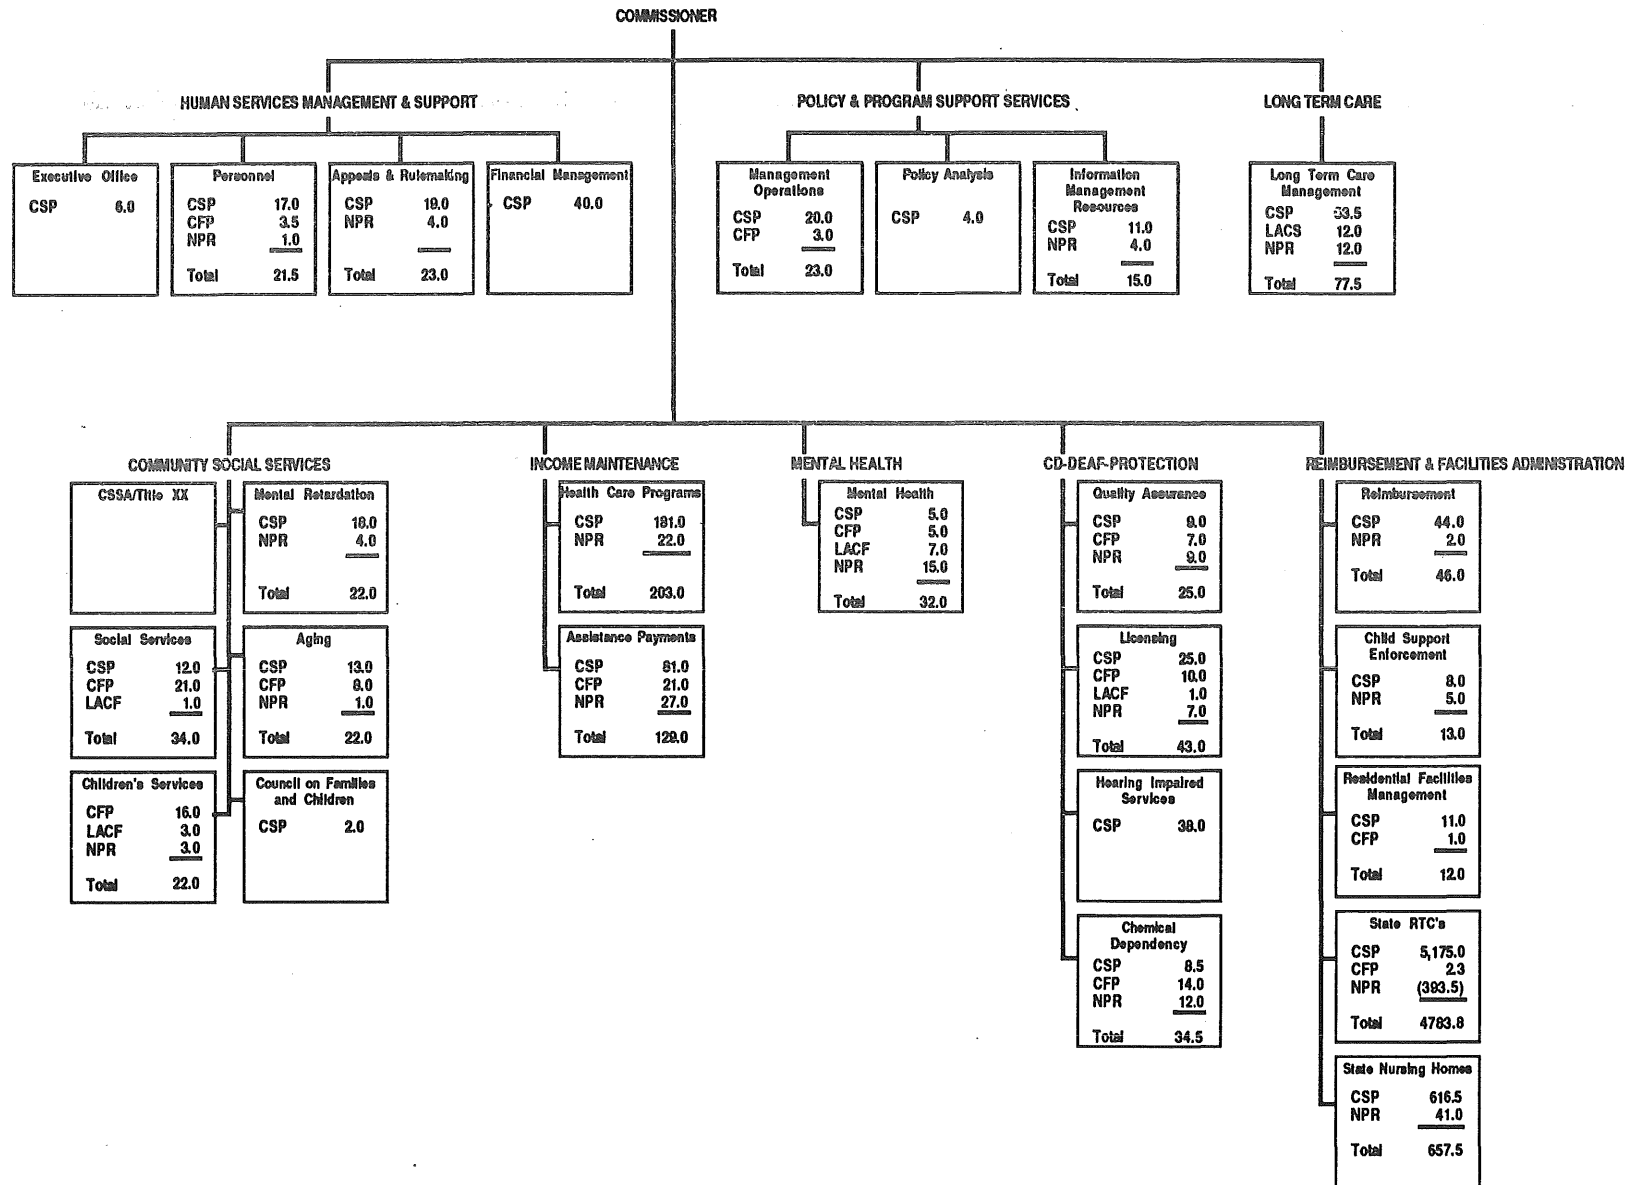 COMMISSIONER
HUMAN SERVICES MANAGEMENT & SUPPORT
Executive Office
CSP 6.0
Personnel
CSP 17.0
CFP 3.5
NPR 1.0
Total 21.5
Appeals & Rulemaking
CSP 19.0
NPR 4.0
Total 23.0
Financial Management
CSP 40.0
POLICY & PROGRAM SUPPORT SERVICES
Management
Operations
CSP 20.0
CFP 3.0
Total 23.0
Policy Analysis
CSP 4.0
Information
Management
Resources
CSP 11.0
NPR 4.0
Total 15.0
LONG TERM CARE
Long Term Care
Management
CSP 53.5
LACS 12.0
NPR 12.0
Total 77.5
COMMUNITY SOCIAL SERVICES
CSSA/Title XX
Mental Retardation
CSP 18.0
NPR 4.0
Total 22.0
Social Services
CSP 12.0
CFP 21.0
LACF 1.0
Total 34.0
Aging
CSP 13.0
CFP 8.0
NPR 1.0
Total 22.0
Children's Services
CFP 16.0
LACF 3.0
NPR 3.0
Total 22.0
Council on Families
and Children
CSP 2.0
INCOME MAINTENANCE
Health Care Programs
CSP 181.0
NPR 22.0
Total 203.0
Assistance Payments
CSP 81.0
CFP 21.0
NPR 27.0
Total 129.0
MENTAL HEALTH
Mental Health
CSP 5.0
CFP 5.0
LACF 7.0
NPR 15.0
Total 32.0
CD-DEAF-PROTECTION
Quality Assurance
CSP 9.0
CFP 7.0
NPR 9.0
Total 25.0
Licensing
CSP 25.0
CFP 10.0
LACF 1.0
NPR 7.0
Total 43.0
Hearing Impaired
Services
CSP 38.0
Chemical
Dependency
CSP 8.5
CFP 14.0
NPR 12.0
Total 34.5
REIMBURSEMENT & FACILITIES ADMINISTRATION
Reimbursement
CSP 44.0
NPR 2.0
Total 46.0
Child Support
Enforcement
CSP 8.0
NPR 5.0
Total 13.0
Residential Facilities
Management
CSP 11.0
CFP 1.0
Total 12.0
State RTC's
CSP 5,175.0
CFP 2.3
NPR (393.5)
Total 4783.8
State Nursing Homes
CSP 616.5
NPR 41.0
Total 657.5